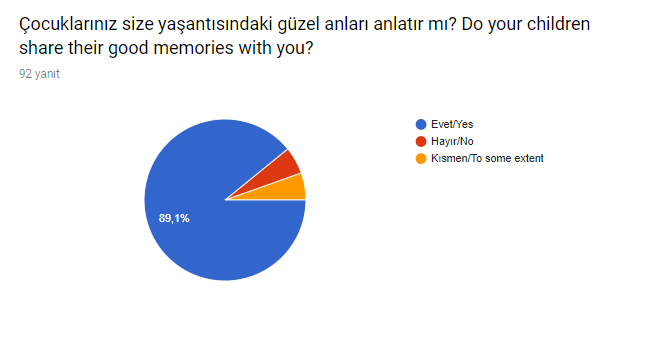 Çocuklarınız size yaşantısındaki güzel anları anlatır mı? Do your children
share their good memories with you?
92 yanıt
Evet/Yes
Hayır/No
Kısmen/To some extent
89,1%